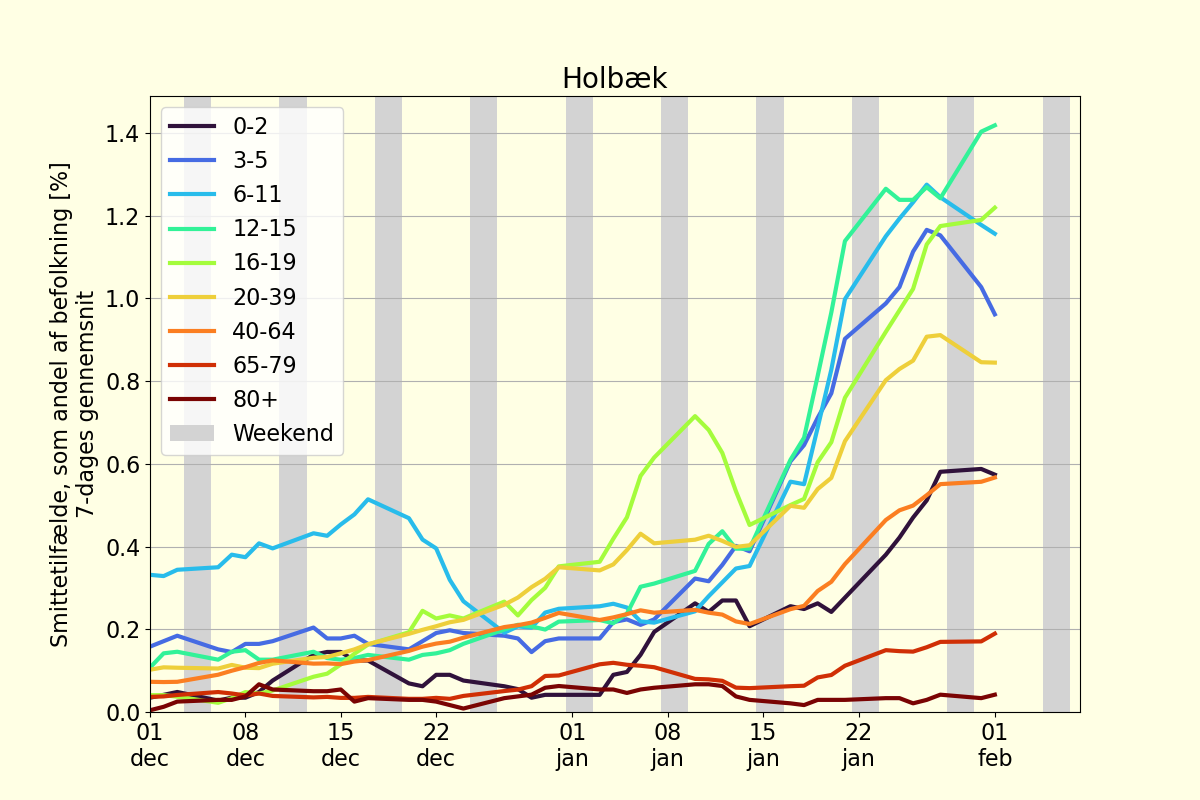 Holbæk
Smittetilfælde, som andel af befolkning [%]
7-dages gennemsnit
1.4
1.2
1.0
0.8
0.6
0.4
0.2
0.0
0-2
3-5
6-11
12-15
16-19
20-39
40-64
65-79
80+
Weekend
01 08 15 22 01 08 15 22 01
dec dec dec dec jan jan jan jan feb